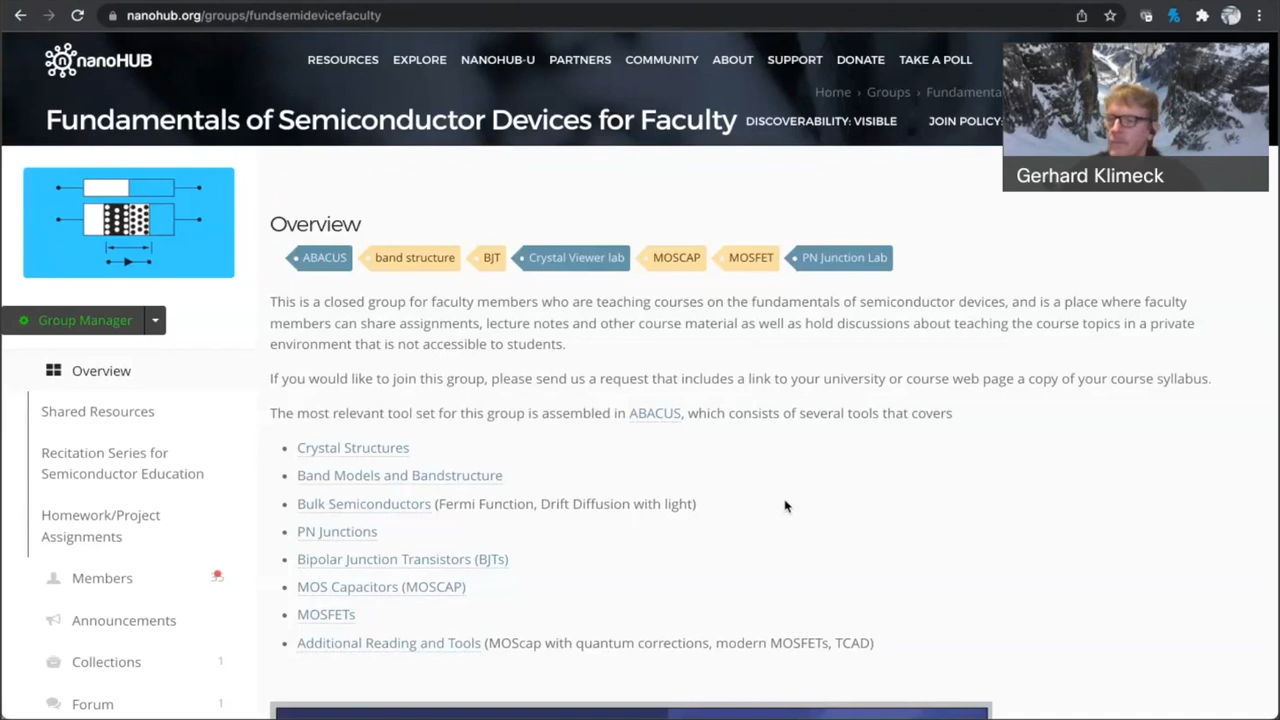 nanohub.org/groups/fundsemidevicefaculty
nanoHUB
RESOURCES EXPLORE NANOHUB-U PARTNERS COMMUNITY ABOUT SUPPORT DONATE TAKE A POLL
Home › Groups › Fundamenta
Fundamentals of Semiconductor Devices for Faculty
DISCOVERABILITY: VISIBLE JOIN POLICY:
Gerhard Klimeck
Group Manager
Overview
Shared Resources
Recitation Series for
Semiconductor Education
Homework/Project
Assignments
Members
Announcements
Collections 1
Forum 1
Overview
ABACUS band structure BJT Crystal Viewer lab MOSCAP MOSFET PN Junction Lab
This is a closed group for faculty members who are teaching courses on the fundamentals of semiconductor devices, and is a place where faculty
members can share assignments, lecture notes and other course material as well as hold discussions about teaching the course topics in a private
environment that is not accessible to students.
If you would like to join this group, please send us a request that includes a link to your university or course web page a copy of your course syllabus.
The most relevant tool set for this group is assembled in ABACUS, which consists of several tools that covers
• Crystal Structures
• Band Models and Bandstructure
• Bulk Semiconductors (Fermi Function, Drift Diffusion with light)
• PN Junctions
• Bipolar Junction Transistors (BJTs)
• MOS Capacitors (MOSCAP)
• MOSFETs
• Additional Reading and Tools (MOScap with quantum corrections, modern MOSFETs, TCAD)